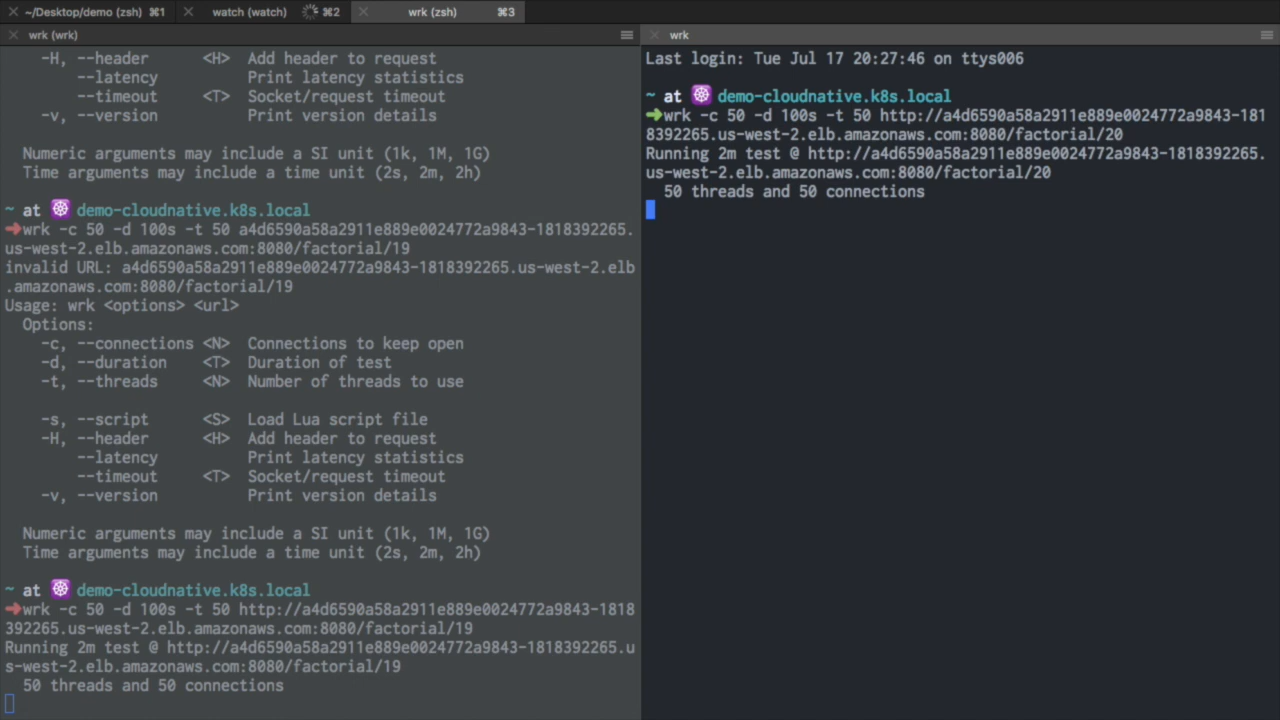 ~/Desktop/demo (zsh) ⌘1
watch (watch) ⌘2
wrk (zsh) ⌘3
wrk (wrk)
-H, --header <H> Add header to request
--latency Print latency statistics
--timeout <T> Socket/request timeout
-v, --version Print version details
Numeric arguments may include a SI unit (1k, 1M, 1G)
Time arguments may include a time unit (2s, 2m, 2h)
~ at demo-cloudnative.k8s.local
➜wrk -c 50 -d 100s -t 50 a4d6590a58a2911e889e0024772a9843-1818392265.
us-west-2.elb.amazonaws.com:8080/factorial/19
invalid URL: a4d6590a58a2911e889e0024772a9843-1818392265.us-west-2.elb
.amazonaws.com:8080/factorial/19
Usage: wrk <options> <url>
Options:
-c, --connections <N> Connections to keep open
-d, --duration <T> Duration of test
-t, --threads <N> Number of threads to use
-s, --script <S> Load Lua script file
-H, --header <H> Add header to request
--latency Print latency statistics
--timeout <T> Socket/request timeout
-v, --version Print version details
Numeric arguments may include a SI unit (1k, 1M, 1G)
Time arguments may include a time unit (2s, 2m, 2h)
~ at demo-cloudnative.k8s.local
➜wrk -c 50 -d 100s -t 50 http://a4d6590a58a2911e889e0024772a9843-1818
392265.us-west-2.elb.amazonaws.com:8080/factorial/19
Running 2m test @ http://a4d6590a58a2911e889e0024772a9843-1818392265.u
s-west-2.elb.amazonaws.com:8080/factorial/19
50 threads and 50 connections
wrk
Last login: Tue Jul 17 20:27:46 on ttys006
~ at demo-cloudnative.k8s.local
➜wrk -c 50 -d 100s -t 50 http://a4d6590a58a2911e889e0024772a9843-181
8392265.us-west-2.elb.amazonaws.com:8080/factorial/20
Running 2m test @ http://a4d6590a58a2911e889e0024772a9843-1818392265.
us-west-2.elb.amazonaws.com:8080/factorial/20
50 threads and 50 connections